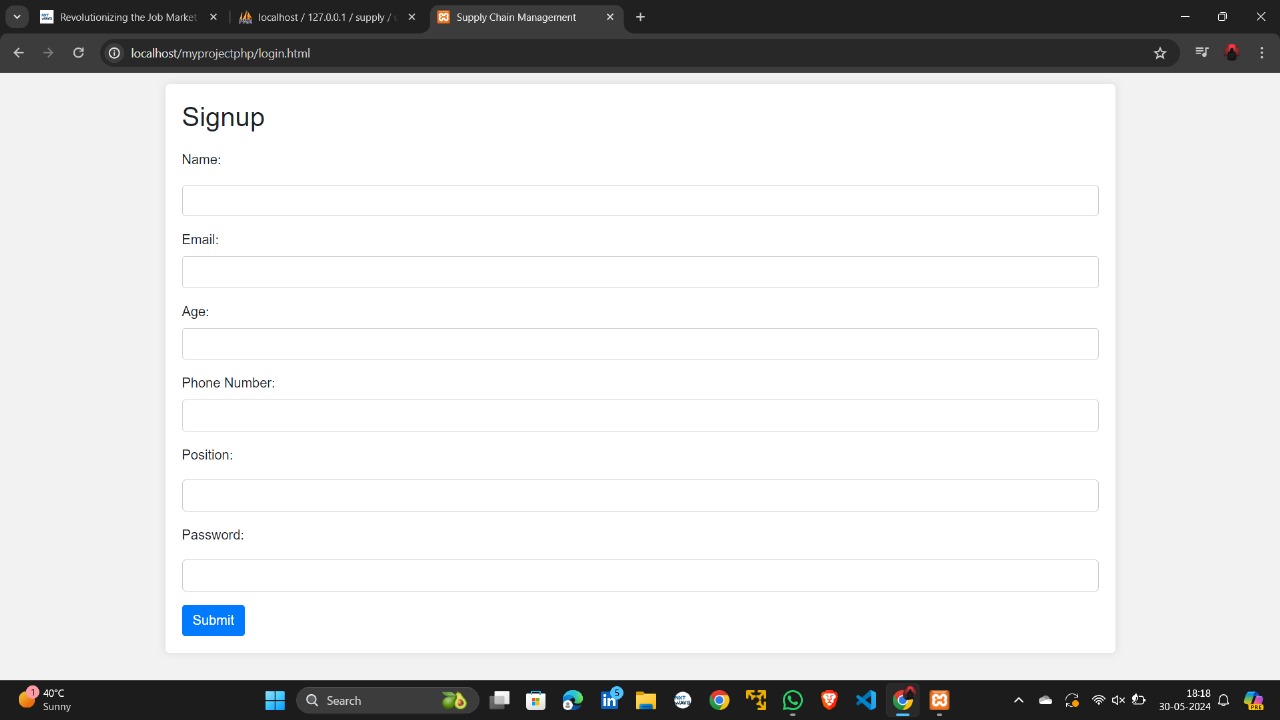 Revolutionizing the Job Market
localhost / 127.0.0.1 / supply /
Supply Chain Management
localhost/myprojectphp/login.html
Signup
Name:
Email:
Age:
Phone Number:
Position:
Password:
Submit
1
40°C
Sunny
Search
5
18:18
30-05-2024
PRE